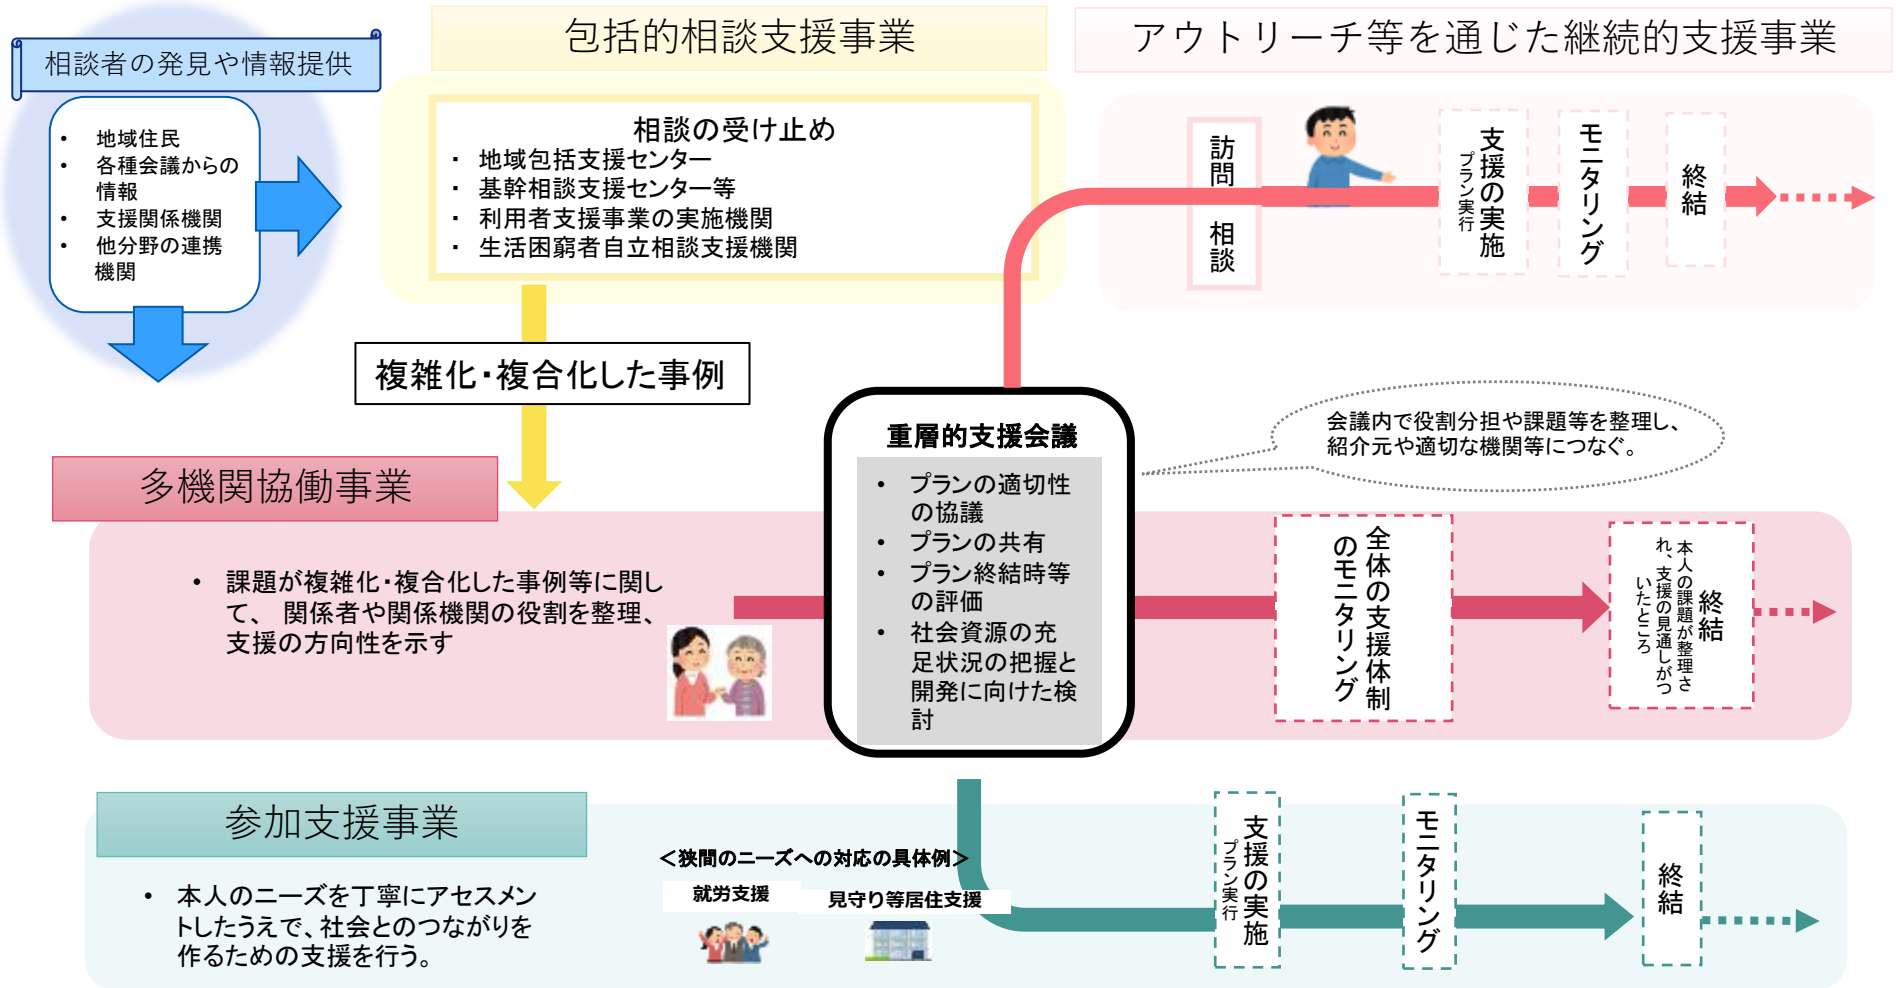 相談者の発見や情報提供
・ 地域住民
・ 各種会議からの
情報
・ 支援関係機関
・ 他分野の連携
機関
包括的相談支援事業
相談の受け止め
・ 地域包括支援センター
・ 基幹相談支援センター等
・ 利用者支援事業の実施機関
・ 生活困窮者自立相談支援機関
アウトリーチ等を通じた継続的支援事業
訪問 相談
支援の実施
プラン実行
モニタリング
終結
複雑化・複合化した事例
重層的支援会議
• プランの適切性
の協議
• プランの共有
• プラン終結時等
の評価
• 社会資源の充
足状況の把握と
開発に向けた検
討
会議内で役割分担や課題等を整理し、
紹介元や適切な機関等につなぐ。
多機関協働事業
• 課題が複雑化・複合化した事例等に関し
て、 関係者や関係機関の役割を整理、
支援の方向性を示す
全体の支援体制
のモニタリング
終結
本人の課題が整理さ
れ、支援の見通しがつ
いたところ
参加支援事業
• 本人のニーズを丁寧にアセスメン
トしたうえで、社会とのつながりを
作るための支援を行う。
＜狭間のニーズへの対応の具体例＞
就労支援
見守り等居住支援
支援の実施
プラン実行
モニタリング
終結